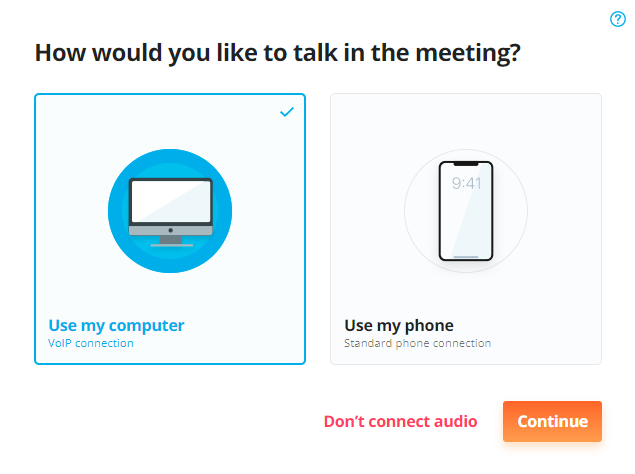 How would you like to talk in the meeting?
9:41
Use my computer
VoIP connection
Use my phone
Standard phone connection
Don’t connect audio
Continue